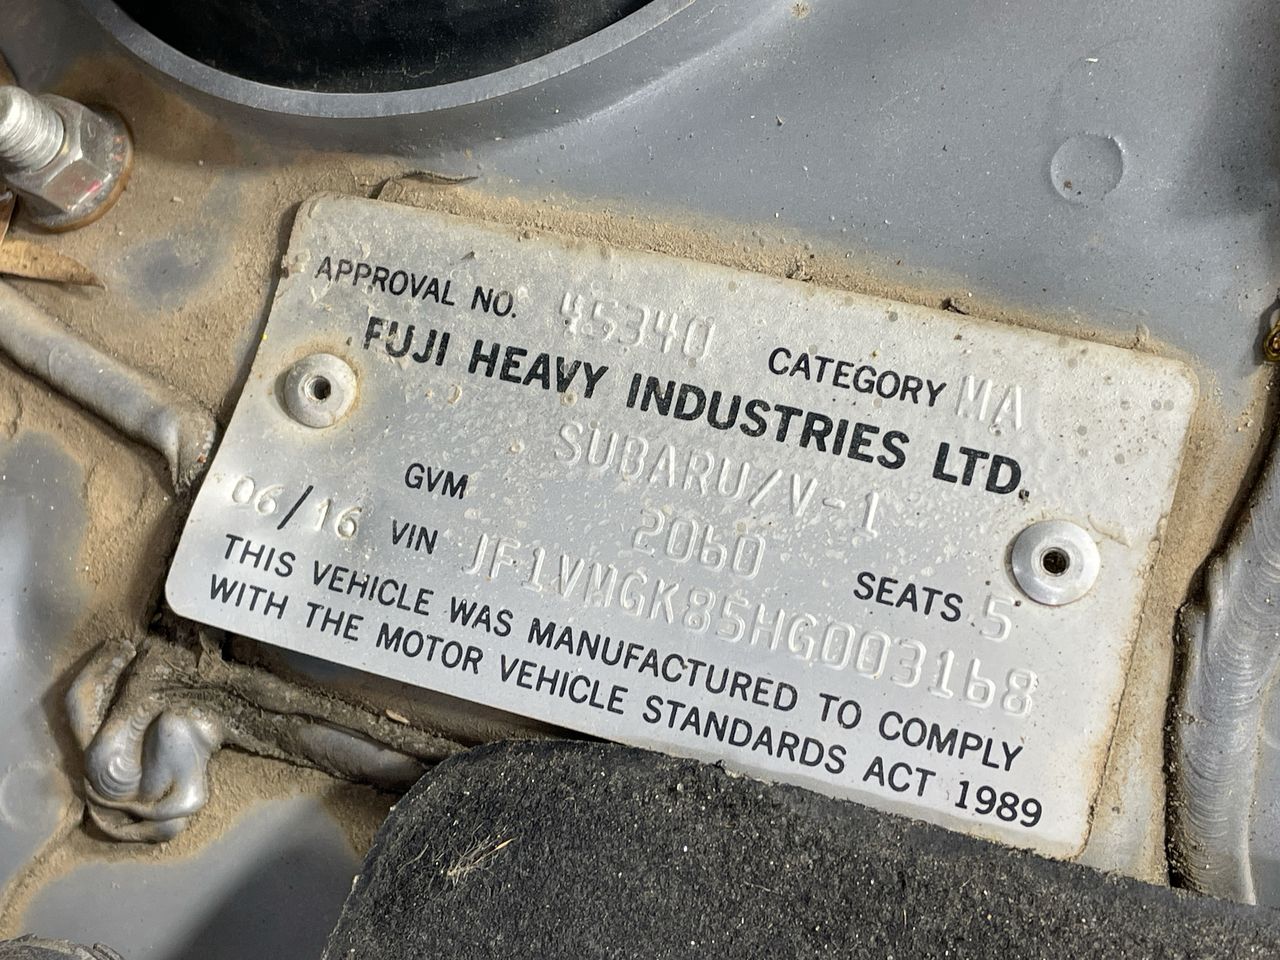 APPROVAL NO. 45340 CATEGORY MA
FUJI HEAVY INDUSTRIES LTD.
SUBARU/V-1
06/16 GVM 2060 SEATS 5
VIN JF1VMGK85HG003168
THIS VEHICLE WAS MANUFACTURED TO COMPLY
WITH THE MOTOR VEHICLE STANDARDS ACT 1989